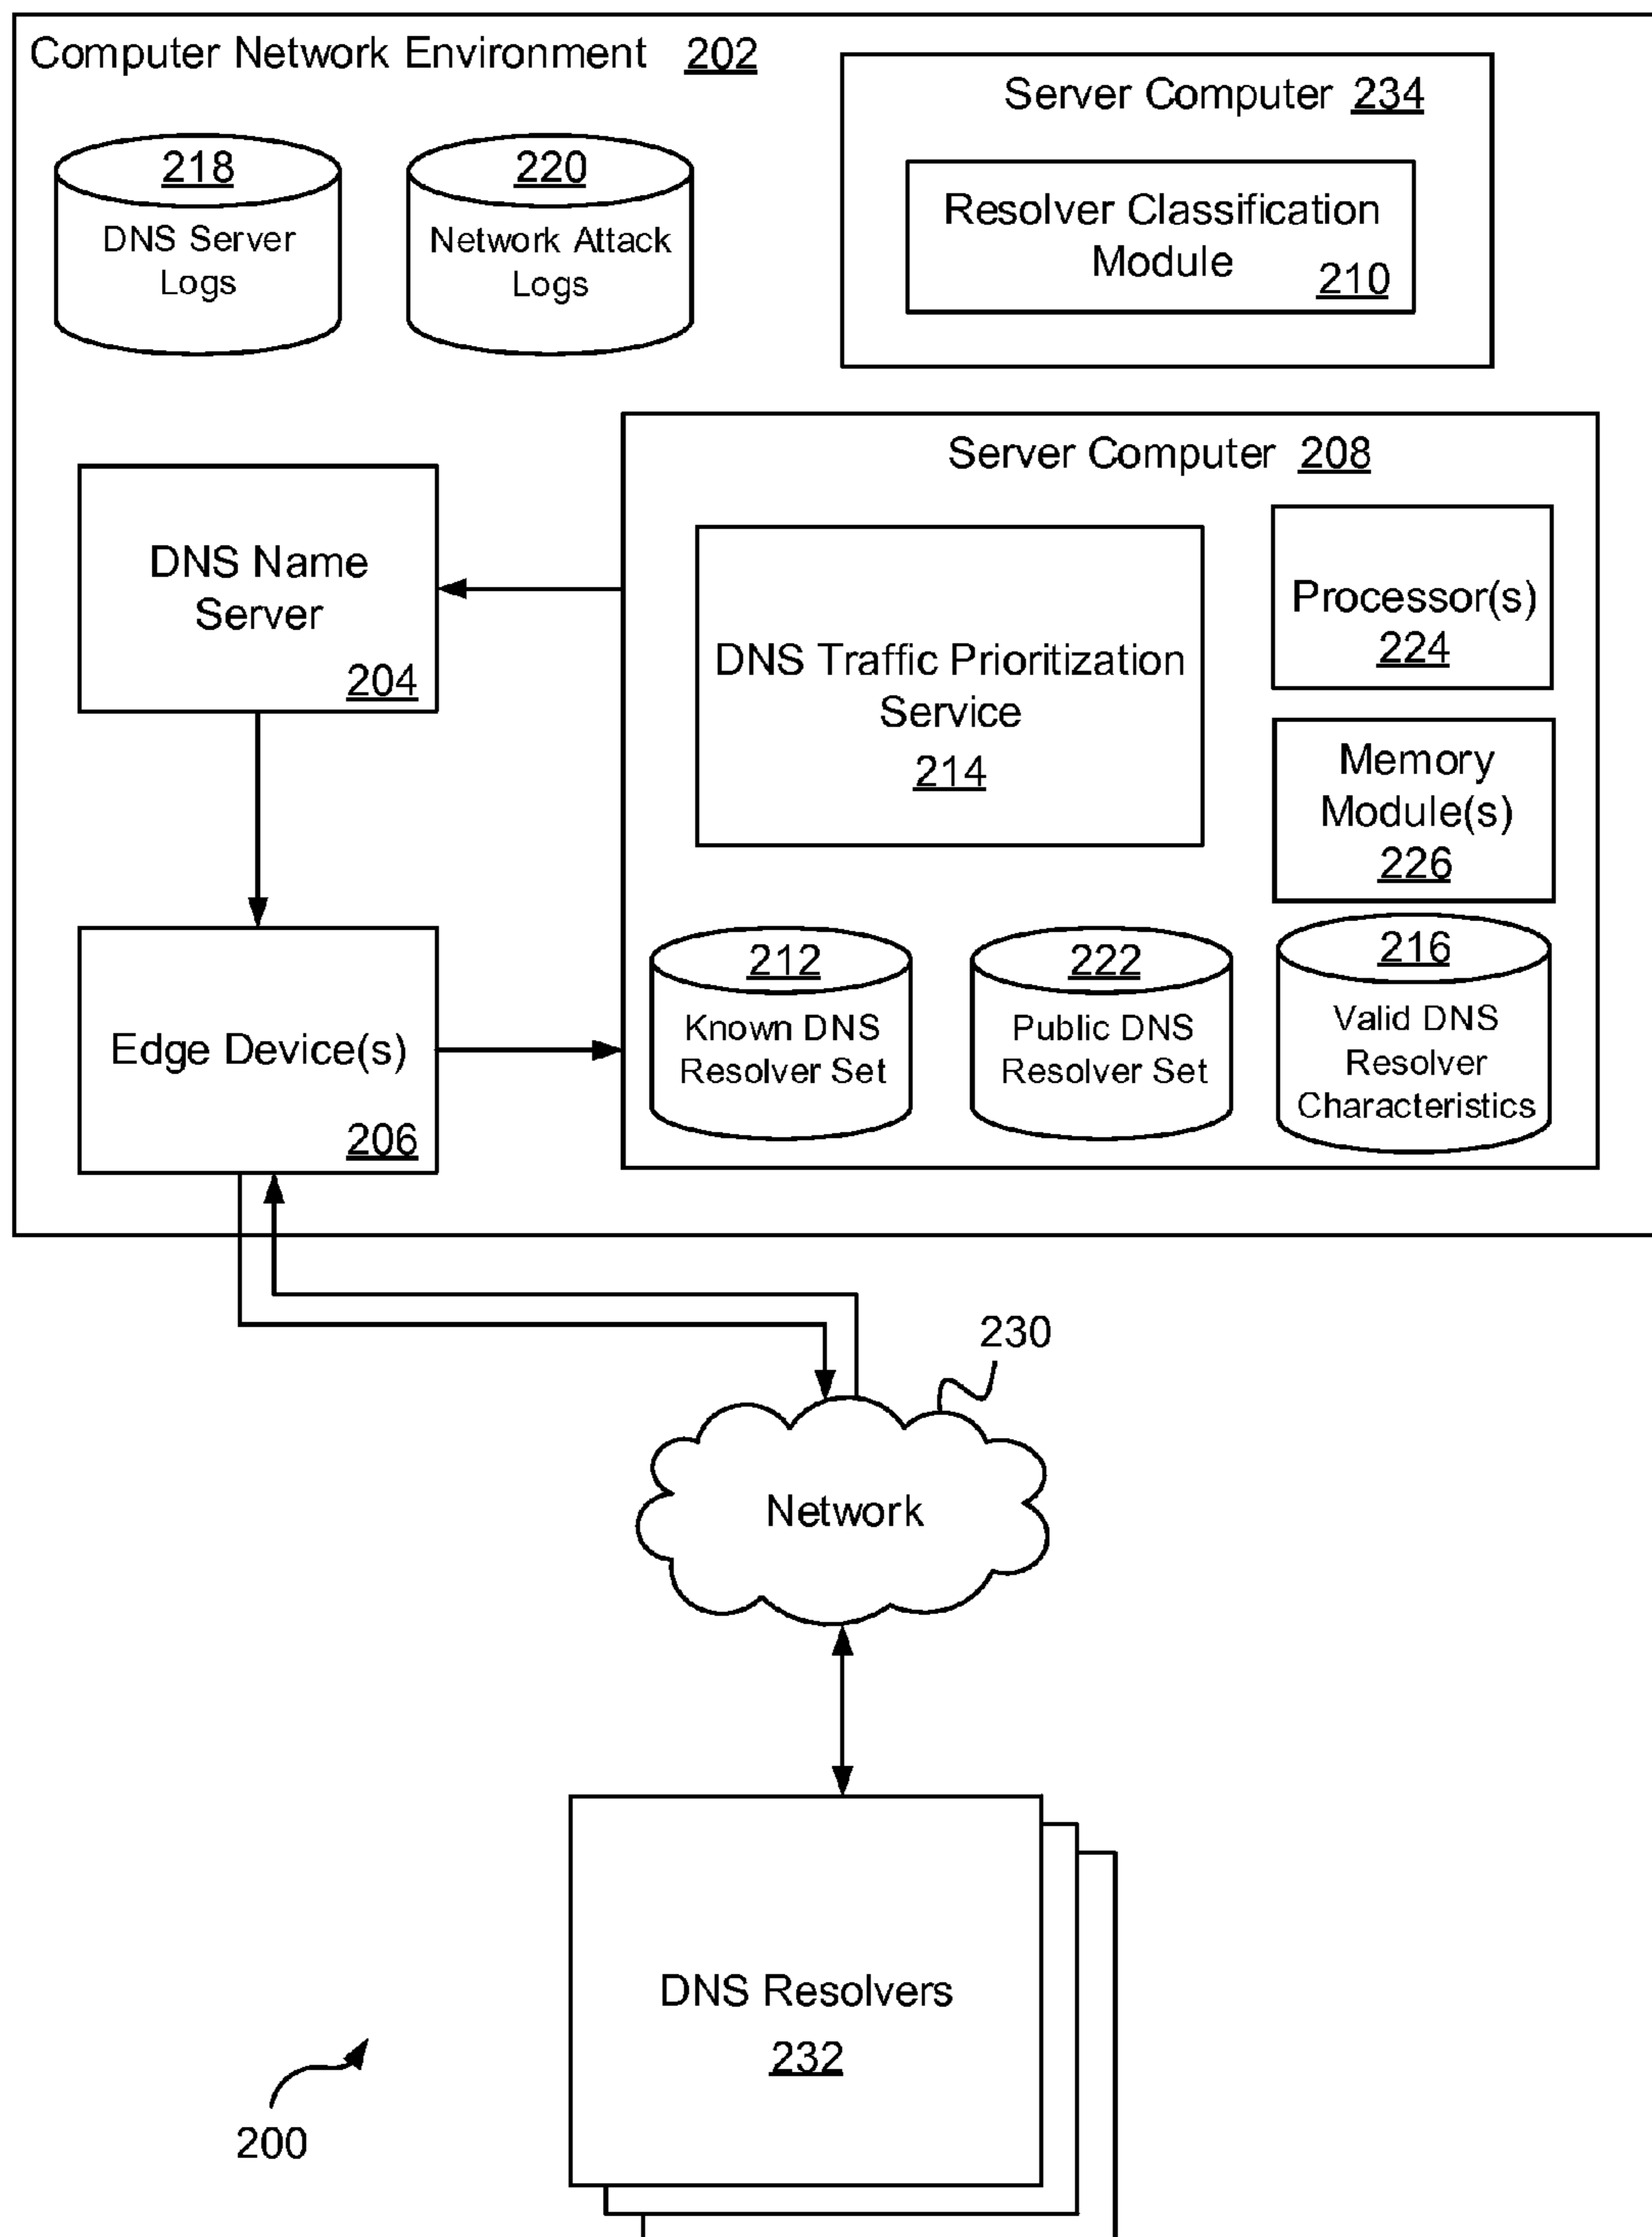 Computer Network Environment 202
Server Computer 234
218
DNS Server
Logs
220
Network Attack
Logs
Resolver Classification
Module
210
Server Computer 208
DNS Name
Server
204
DNS Traffic Prioritization
Service
214
Processor(s)
224
Memory
Module(s)
226
Edge Device(s)
206
212
Known DNS
Resolver Set
222
Public DNS
Resolver Set
216
Valid DNS
Resolver
Characteristics
230
Network
DNS Resolvers
232
200